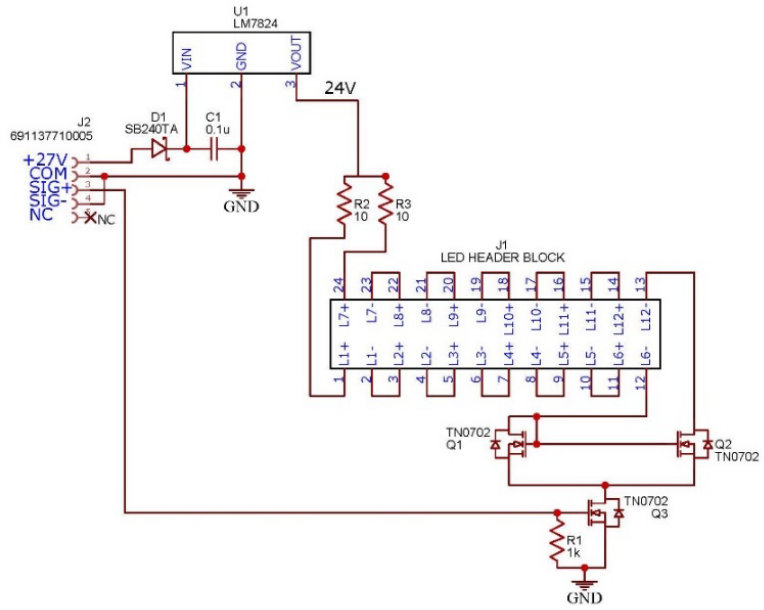 U1
LM7824
VIN
GND
VOUT
1
2
3
24V
J2
691137710005
D1
SB240TA
C1
0.1u
+27V
1
COM
2
SIG+
3
SIG-
4
NC
5
NC
GND
R2
10
R3
10
J1
LED HEADER BLOCK
24 23 22 21 20 19 18 17 16 15 14 13
L7+ L7- L8+ L8- L9+ L9- L10+ L10- L11+ L11- L12+ L12-
L1+ L1- L2+ L2- L3+ L3- L4+ L4- L5+ L5- L6+ L6-
1 2 3 4 5 6 7 8 9 10 11 12
TN0702
Q1
Q2
TN0702
TN0702
Q3
R1
1k
GND